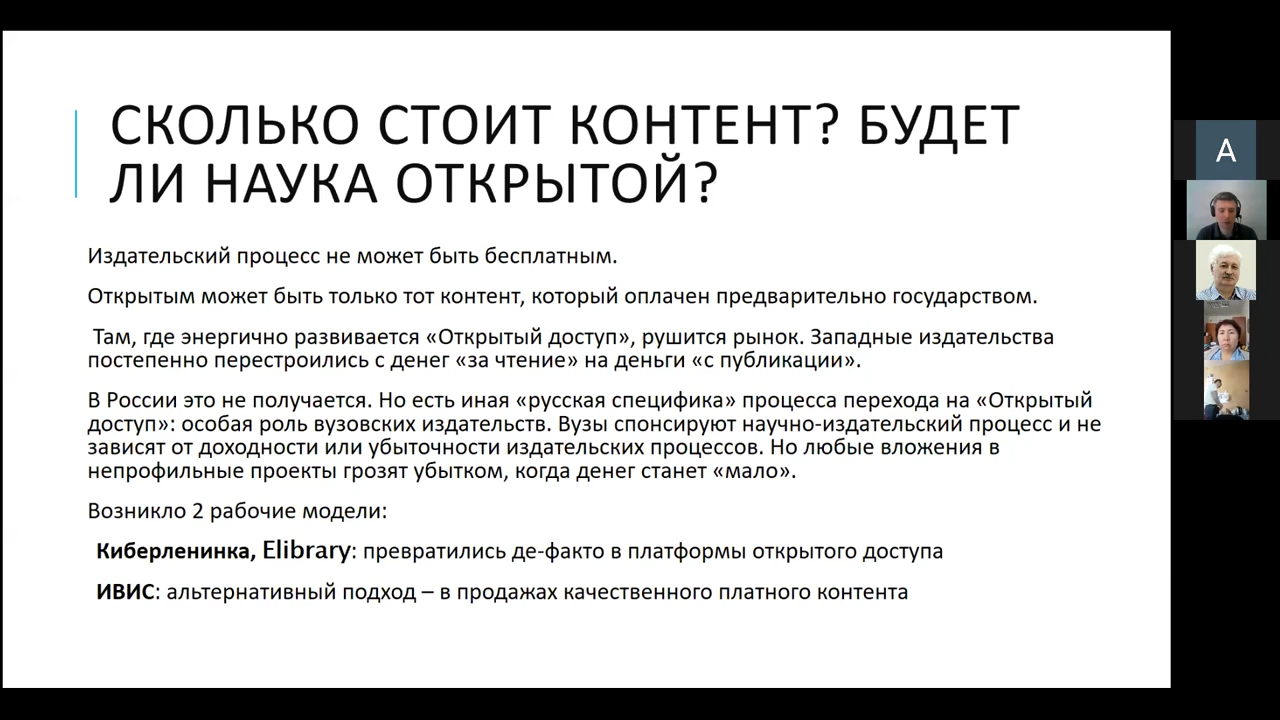 СКОЛЬКО СТОИТ КОНТЕНТ? БУДЕТ
ЛИ НАУКА ОТКРЫТОЙ?
Издательский процесс не может быть бесплатным.
Открытым может быть только тот контент, который оплачен предварительно государством.
Там, где энергично развивается «Открытый доступ», рушится рынок. Западные издательства
постепенно перестроились с денег «за чтение» на деньги «с публикации».
В России это не получается. Но есть иная «русская специфика» процесса перехода на «Открытый
доступ»: особая роль вузовских издательств. Вузы спонсируют научно-издательский процесс и не
зависят от доходности или убыточности издательских процессов. Но любые вложения в
непрофильные проекты грозят убытком, когда денег станет «мало».
Возникло 2 рабочие модели:
Киберленинка, Elibrary: превратились де-факто в платформы открытого доступа
ИВИС: альтернативный подход – в продажах качественного платного контента
А